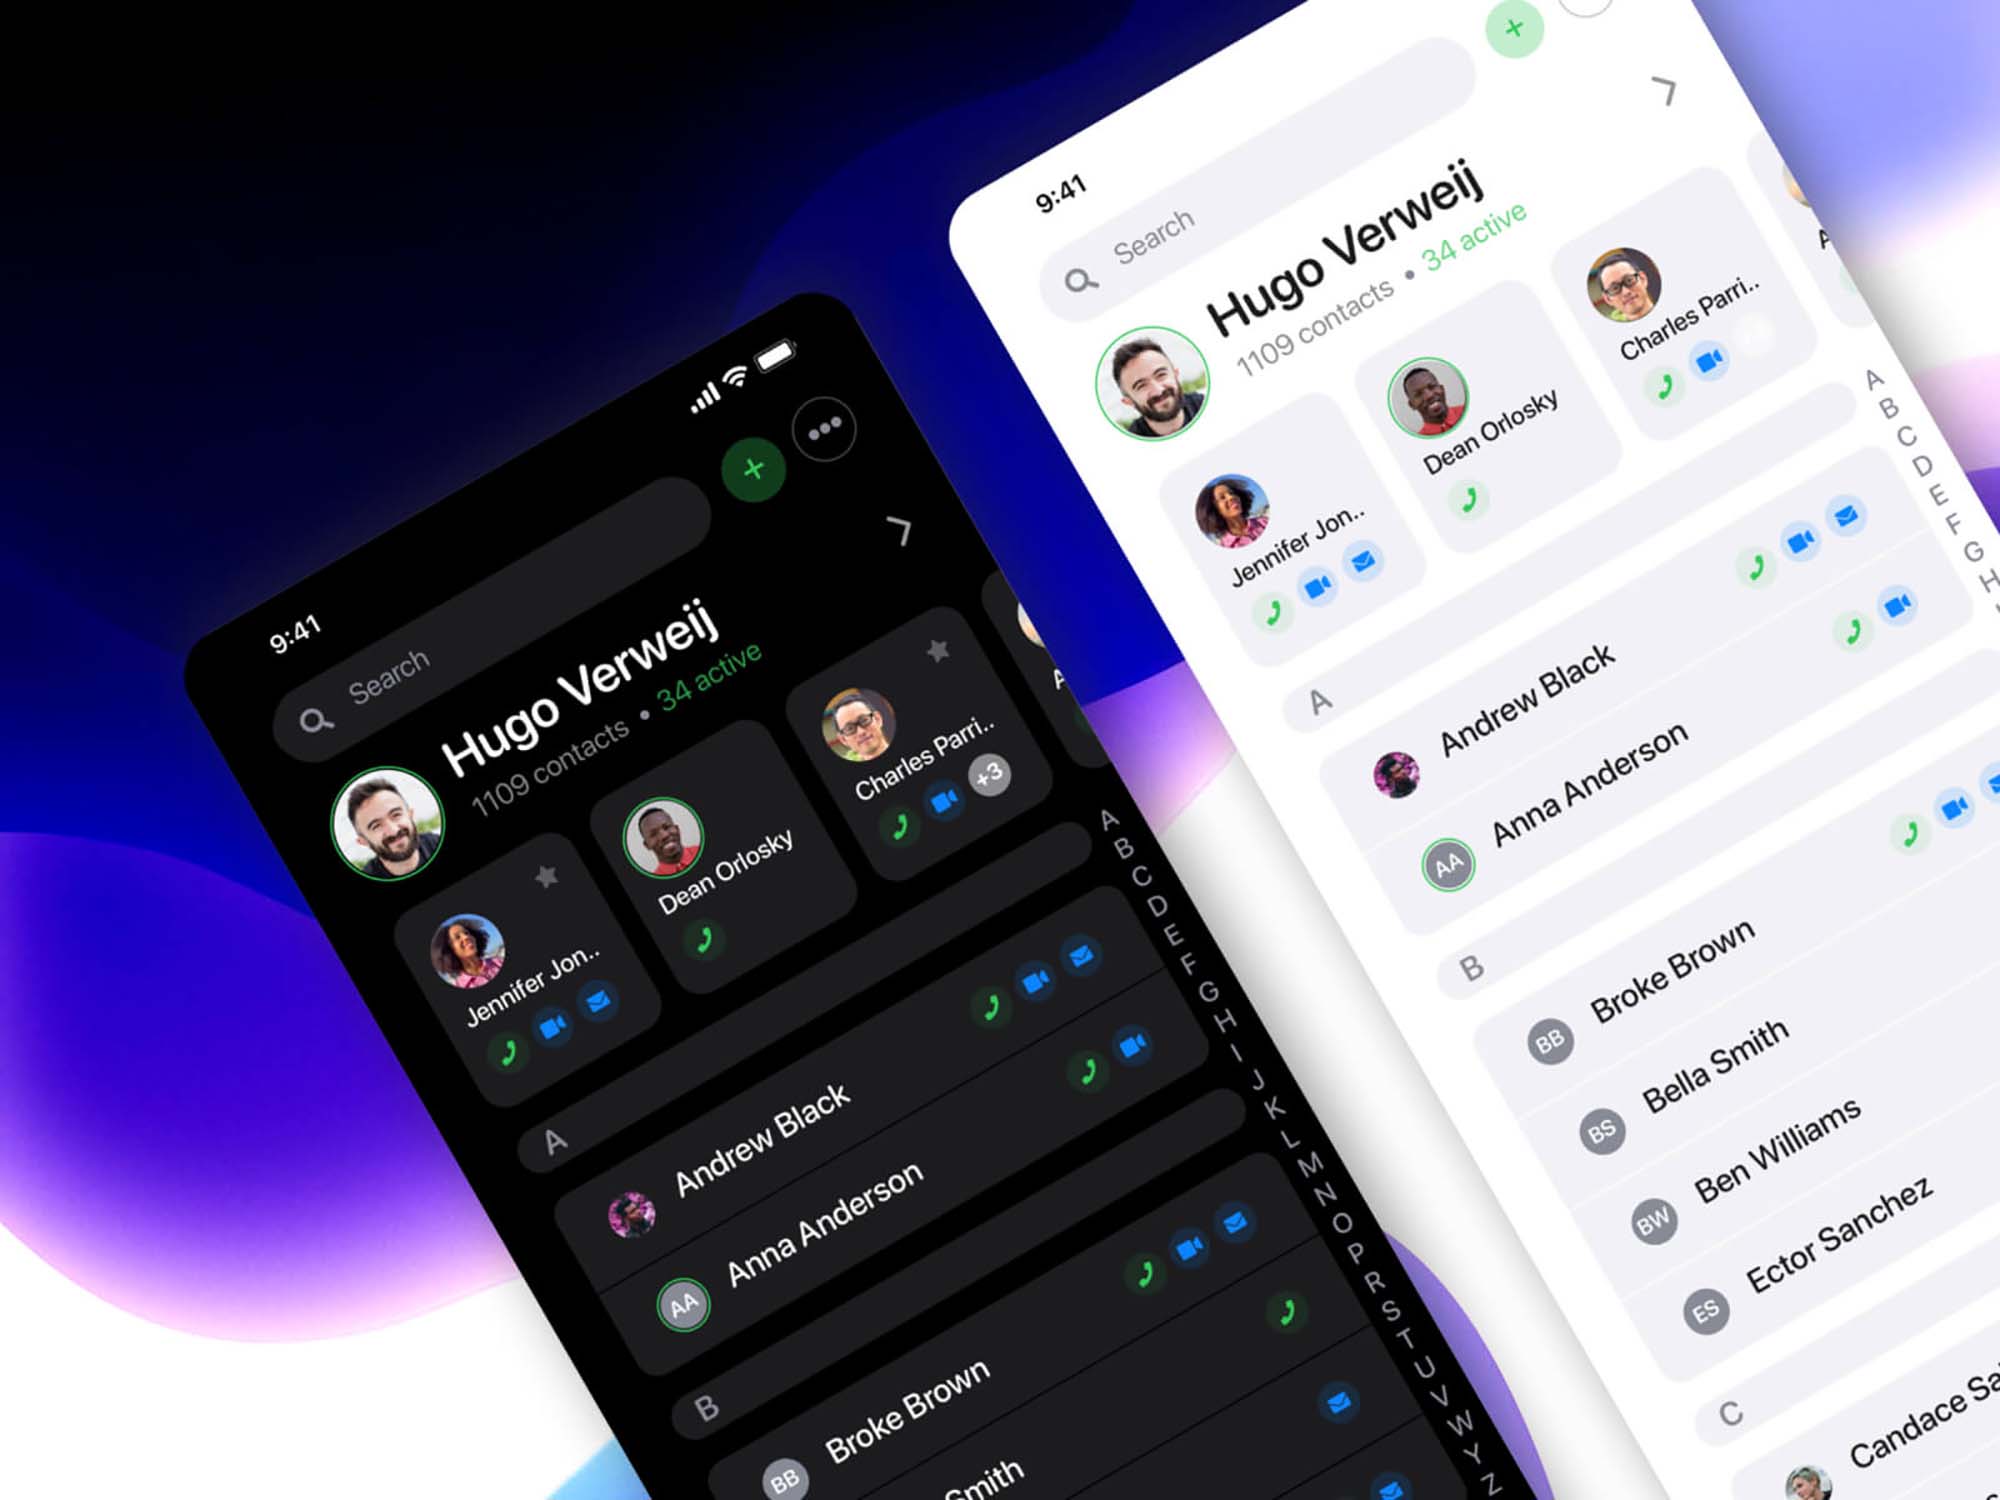 9:41
Search
Hugo Verweij
1109 contacts • 34 active
Jennifer Jon..
Dean Orlosky
Charles Parri..
+3
A
A
Andrew Black
AA
Anna Anderson
B
BB
Broke Brown
Smith
A
B
C
D
E
F
G
H
I
J
K
L
M
N
O
P
R
S
T
U
V
W
Y
Z
9:41
Search
Hugo Verweij
1109 contacts • 34 active
Jennifer Jon..
Dean Orlosky
Charles Parri..
A
A
Andrew Black
AA
Anna Anderson
B
BB
Broke Brown
BS
Bella Smith
BW
Ben Williams
ES
Ector Sanchez
C
Candace Sa
A
B
C
D
E
F
G
H